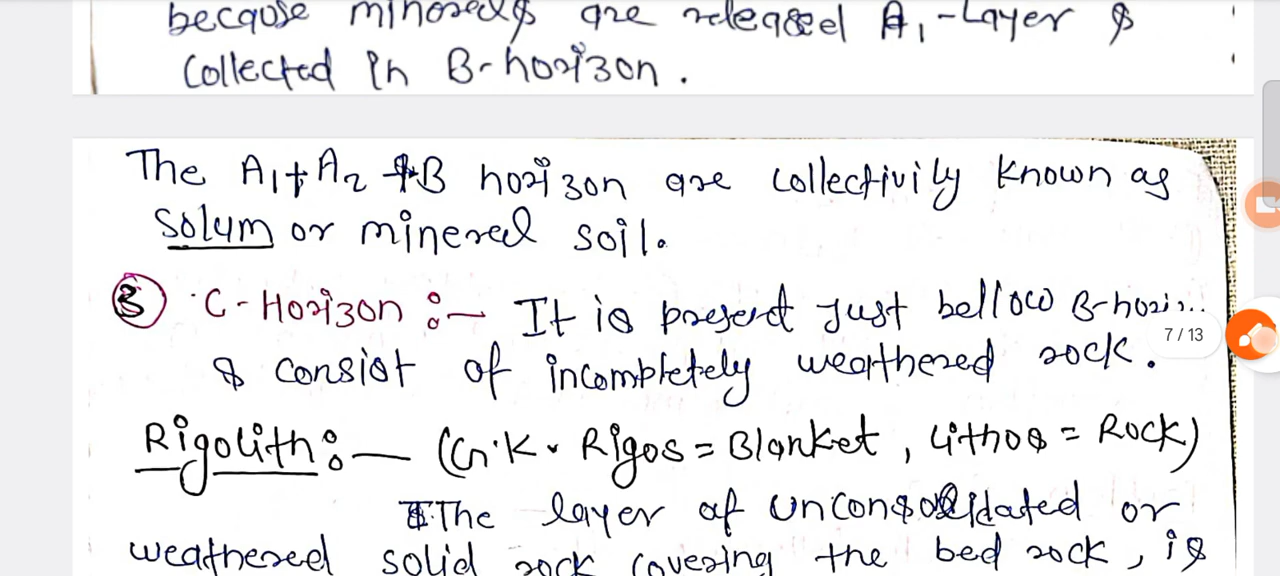 because minerals are released A1-Layer &
Collected in B-horizon.
The A1+A2 +B horizon are collectivily known as
solum or minerel soil.
3 C-Horizon :- It is present Just bellow B-hori...
7/13
& consist of incompletely weathered rock.
Rigolith :- (GK. Rigos = Blanket, Lithos = Rock)
The layer of unconsolidated or
weathered solid rock covering the bed rock, is